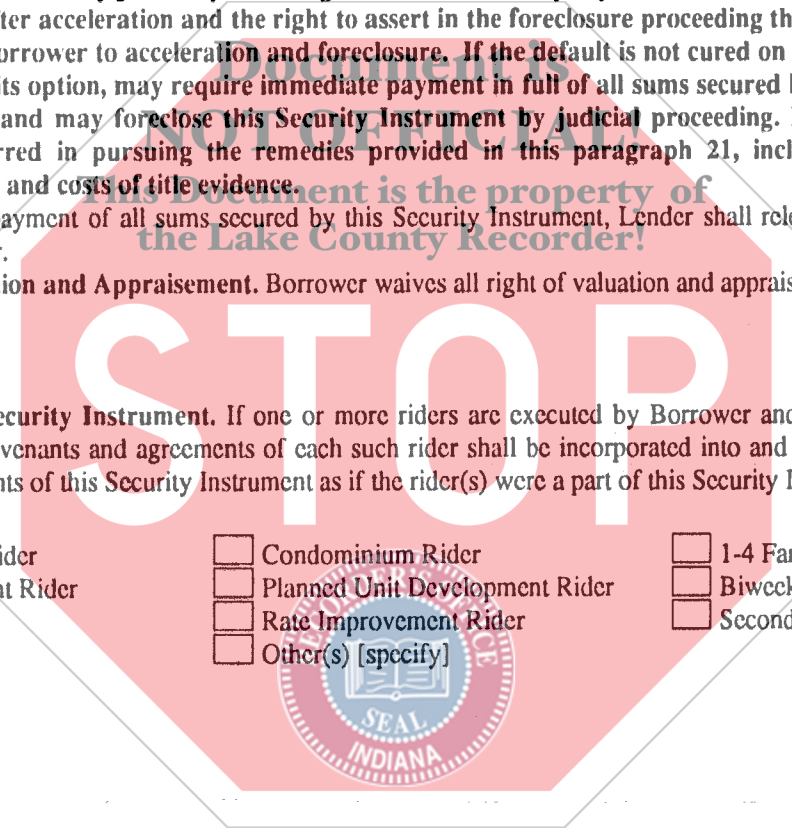 ter acceleration and the right to assert in the foreclosure proceeding th
orrower to acceleration and foreclosure. If the default is not cured on
Document is
its option, may require immediate payment in full of all sums secured
and may foreclose this Security Instrument by judicial proceeding.
NOT OFFICIAL!
rred in pursuing the remedies provided in this paragraph 21, incl
and costs of title evidence.
This Document is the property of
ayment of all sums secured by this Security Instrument, Lender shall rel
the Lake County Recorder!
r.
ion and Appraisement. Borrower waives all right of valuation and apprais
STOP
ecurity Instrument. If one or more riders are executed by Borrower and
venants and agreements of each such rider shall be incorporated into and
nts of this Security Instrument as if the rider(s) were a part of this Security
ider
Condominium Rider
1-4 Fa
nt Rider
Planned Unit Development Rider
Biweek
Rate Improvement Rider
Second
Other(s) [specify]
RECORDER'S OFFICE
SEAL
INDIANA